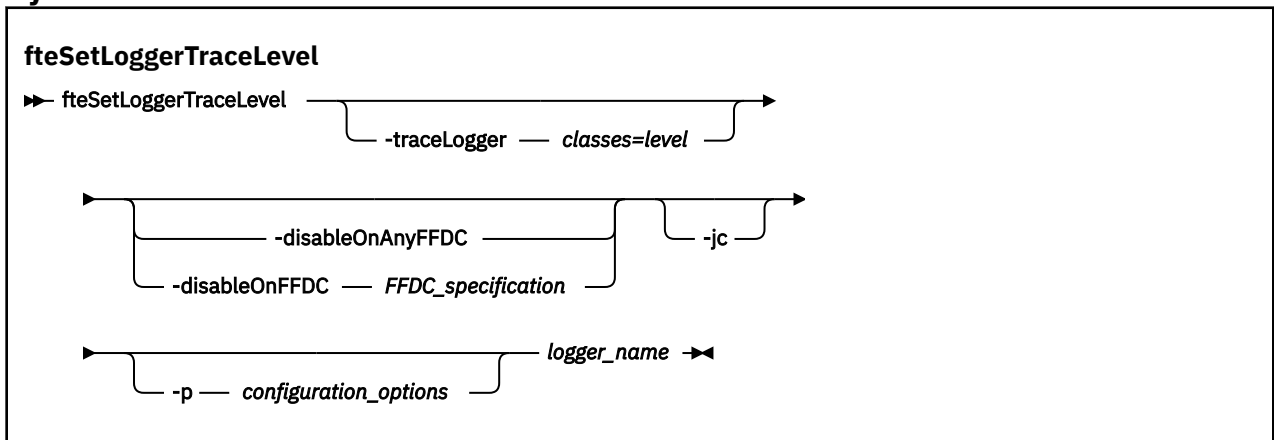 fteSetLoggerTraceLevel
fteSetLoggerTraceLevel
-traceLogger classes=level
-disableOnAnyFFDC
-jc
-disableOnFFDC FFDC_specification
logger_name
-p configuration_options